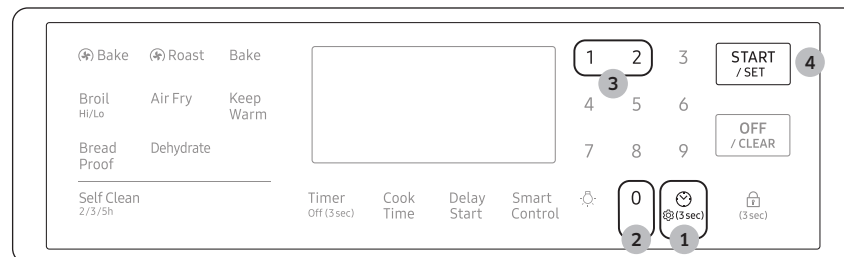 Bake Roast Bake 1 2 3 START 4
/ SET
3
Broil Air Fry Keep 4 5 6
Hi/Lo Warm
OFF
/ CLEAR
Bread Dehydrate 7 8 9
Proof
Self Clean Timer Cook Delay Smart 0
2/3/5h Off (3 sec) Time Start Control (3 sec) (3 sec)
2 1